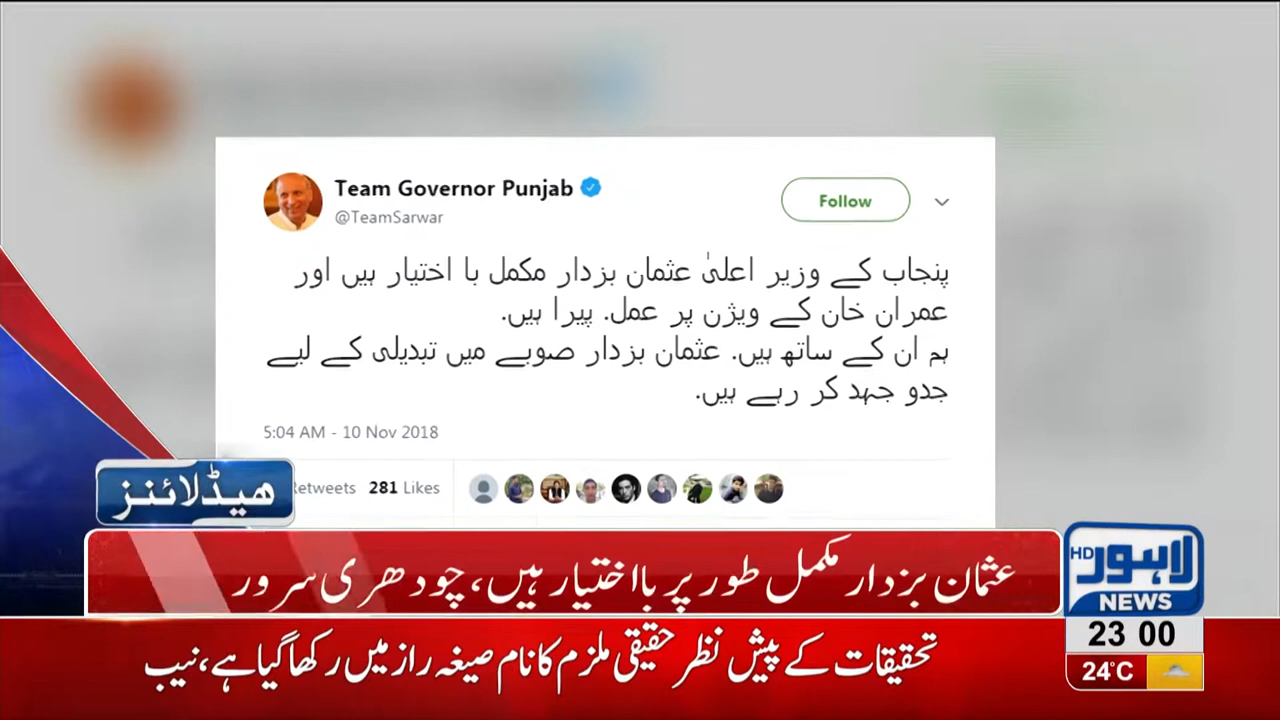 Team Governor Punjab
@TeamSarwar
Follow
پنجاب کے وزیر اعلیٰ عثمان بزدار مکمل با اختیار ہیں اور
عمران خان کے ویژن پر عمل. پیرا ہیں.
ہم ان کے ساتھ ہیں. عثمان بزدار صوبے میں تبدیلی کے لیے
جدو جہد کر رہے ہیں.
5:04 AM - 10 Nov 2018
281 Likes
ہیڈلائنز
عثمان بزدار مکمل طور پر بااختیار ہیں، چودھری سرور
لاہور HD
NEWS
23 00
24°C
تحقیقات کے پیش نظر حقیقی ملزم کا نام صیغہ راز میں رکھا گیا ہے، نیب